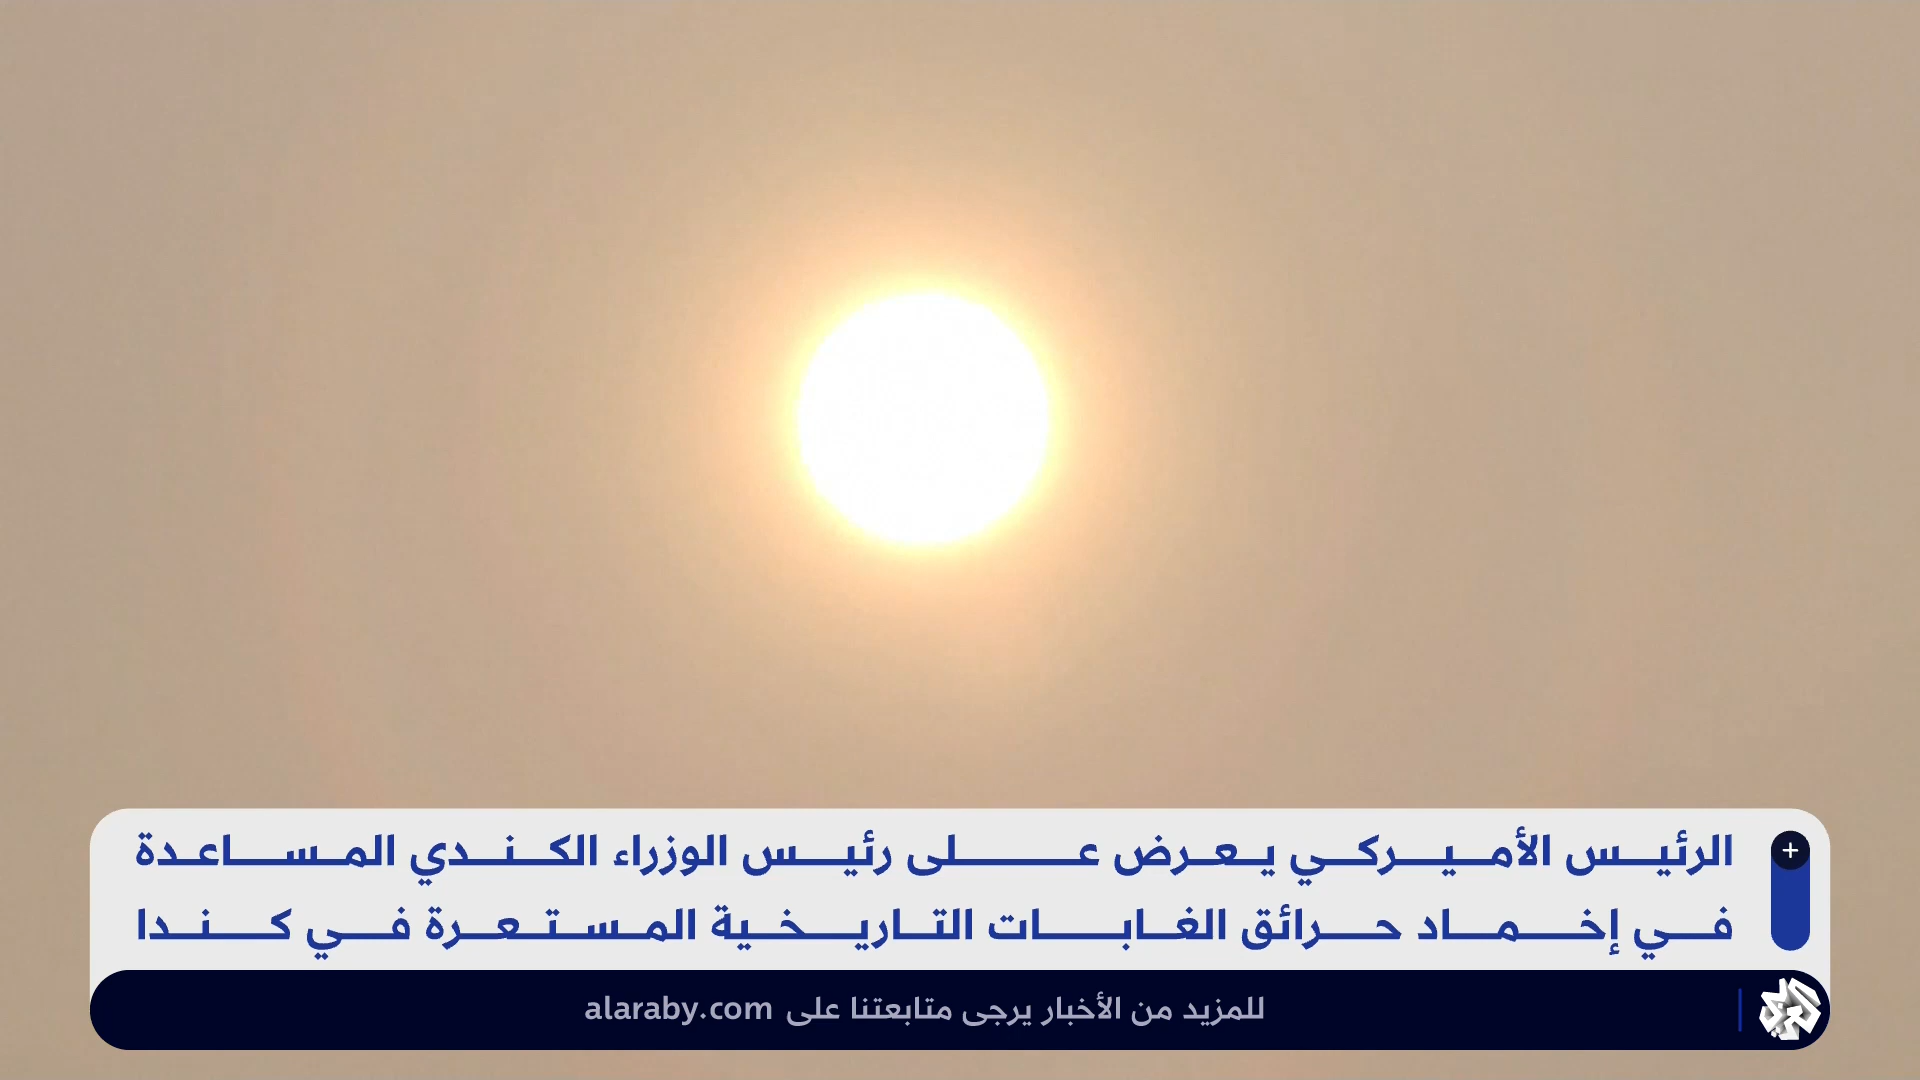 الرئيس الأميركي يعرض على رئيس الوزراء الكندي المساعدة
في إخماد حرائق الغابات التاريخية المستعرة في كندا
للمزيد من الأخبار يرجى متابعتنا على alaraby.com